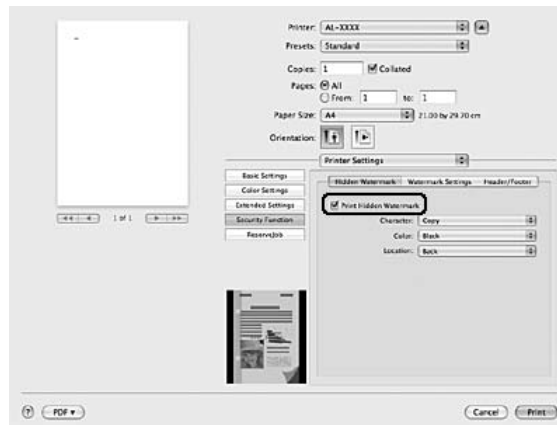 Printer: AL-XXXX
Presets: Standard
Copies: 1 Collated
Pages: All
From: 1 to: 1
Paper Size: A4 21.00 by 29.70 cm
Orientation:
Printer Settings
Basic Settings
Color Settings
Extended Settings
Security Function
ReserveJob
Hidden Watermark Watermark Settings Header/Footer
Print Hidden Watermark
Character: Copy
Color: Black
Location: Back
1 of 1
? PDF Cancel Print